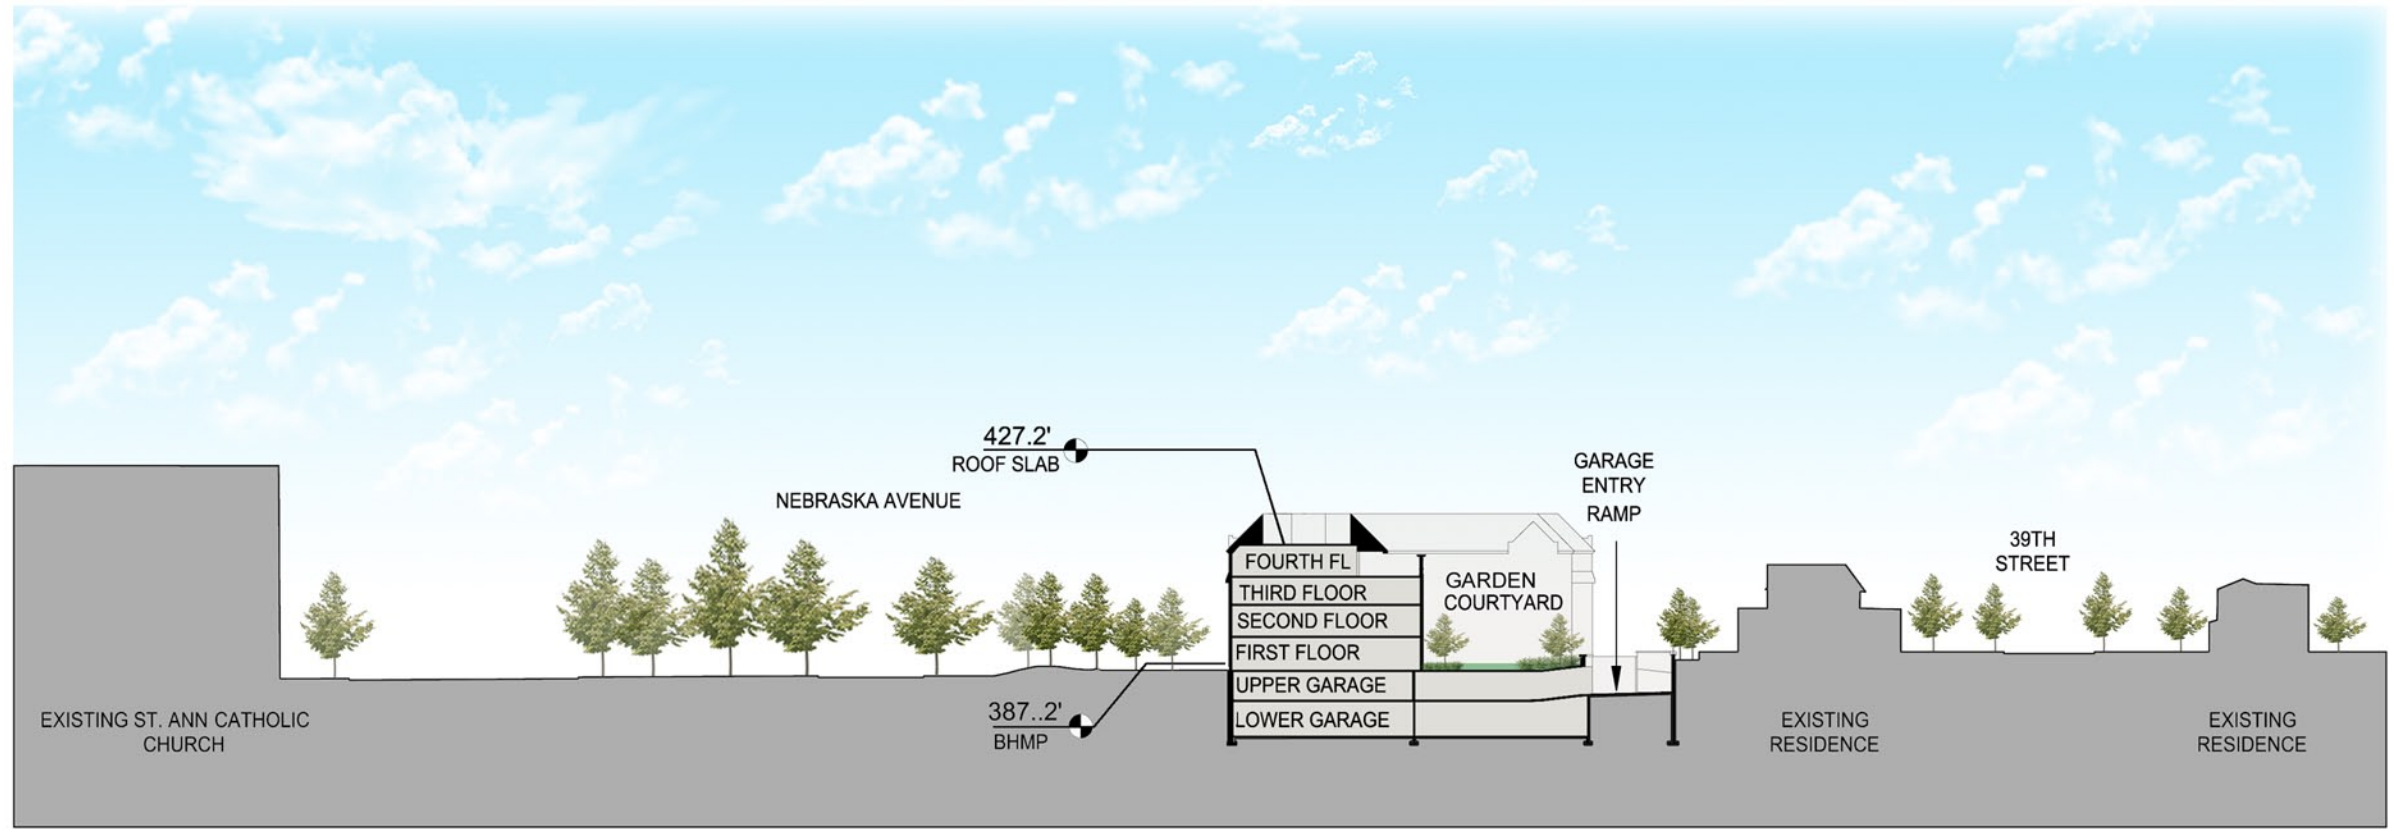 427.2'
ROOF SLAB
NEBRASKA AVENUE
GARAGE
ENTRY
RAMP
39TH
STREET
FOURTH FL
THIRD FLOOR
SECOND FLOOR
FIRST FLOOR
UPPER GARAGE
LOWER GARAGE
GARDEN
COURTYARD
387..2'
BHMP
EXISTING ST. ANN CATHOLIC
CHURCH
EXISTING
RESIDENCE
EXISTING
RESIDENCE